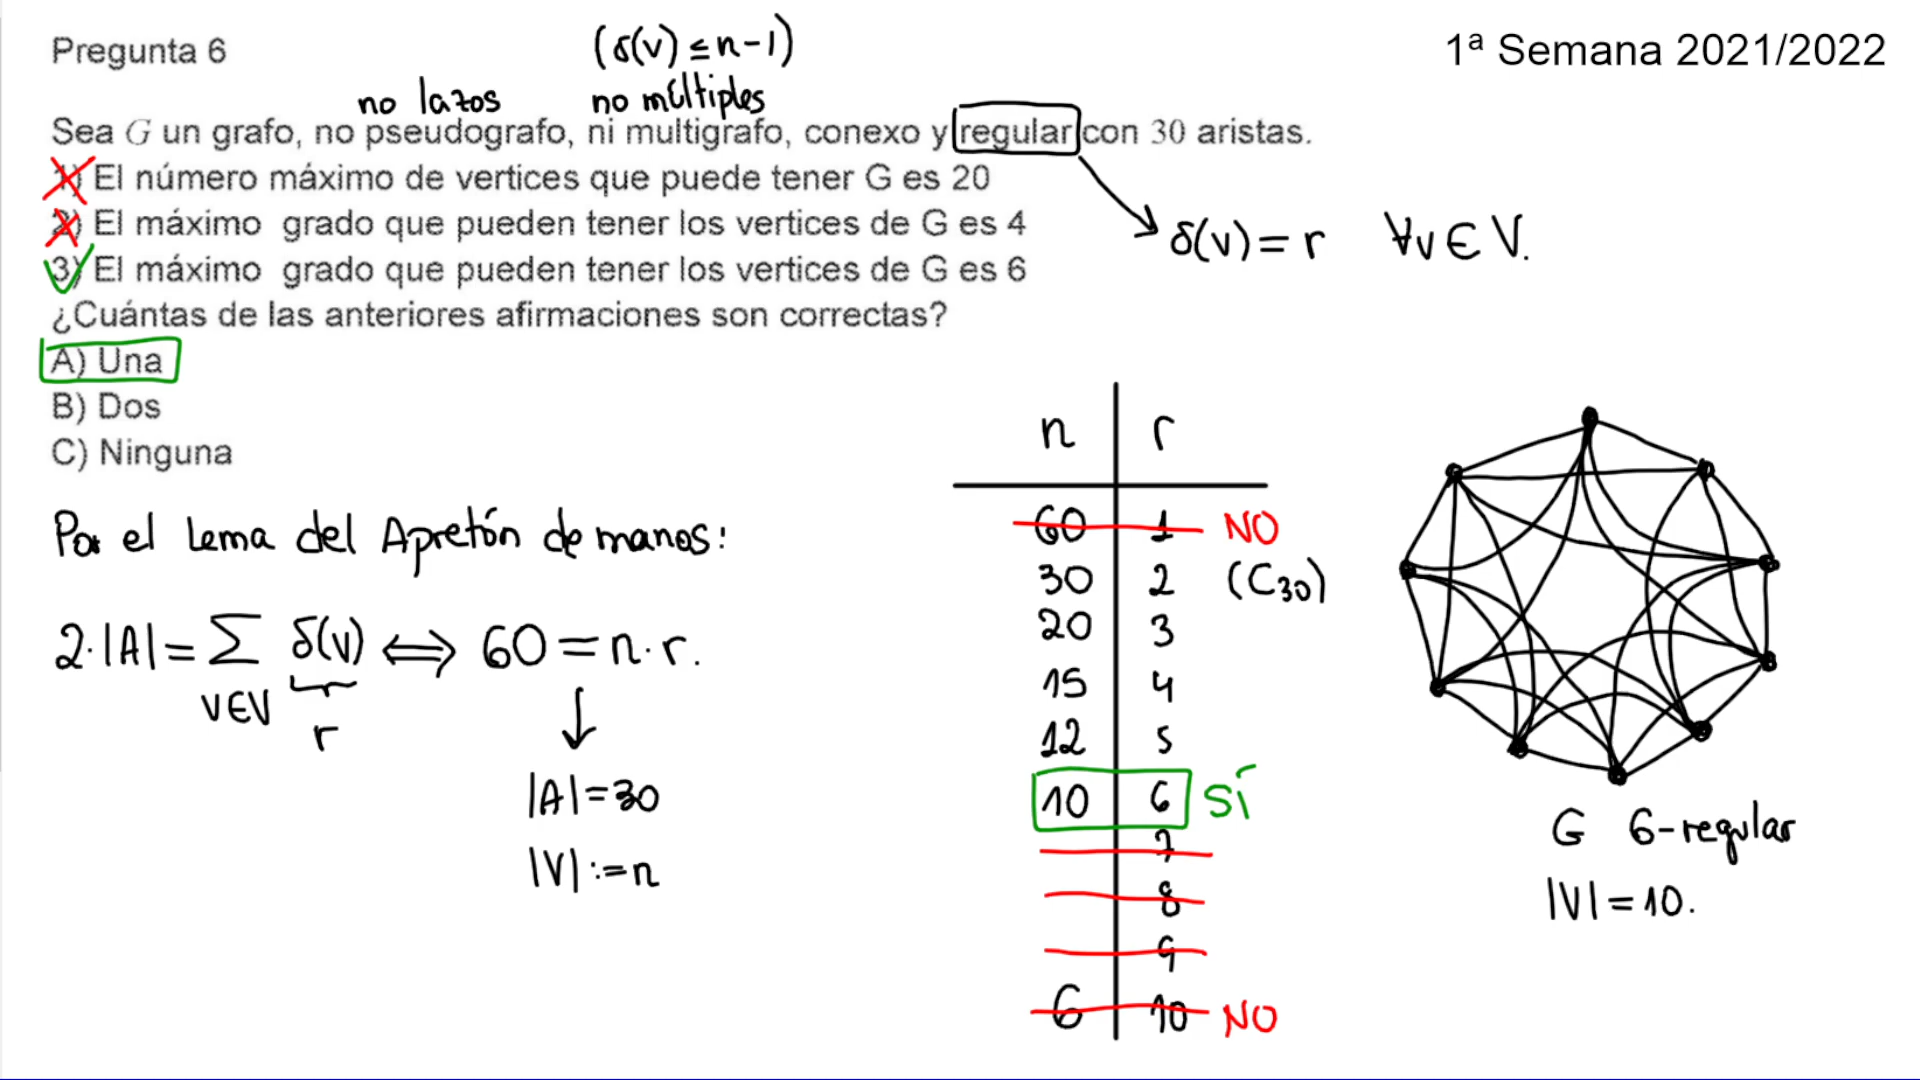 Pregunta 6
(δ(v) ≤ n-1)
1ª Semana 2021/2022
no lazos
no múltiples
Sea G un grafo, no pseudografo, ni multigrafo, conexo y regular con 30 aristas.
1) El número máximo de vertices que puede tener G es 20
2) El máximo grado que pueden tener los vertices de G es 4
3) El máximo grado que pueden tener los vertices de G es 6
δ(v) = r ∀v ∈ V.
¿Cuántas de las anteriores afirmaciones son correctas?
A) Una
B) Dos
C) Ninguna
Por el Lema del Apretón de manos:
2·|A| = ∑ δ(v) ⟺ 60 = n·r.
v∈V r
↓
|A| = 30
|V| := n
n r
60 1 NO
30 2 (C₃₀)
20 3
15 4
12 5
10 6 SÍ
7
8
9
6 10 NO
G 6-regular
|V| = 10.